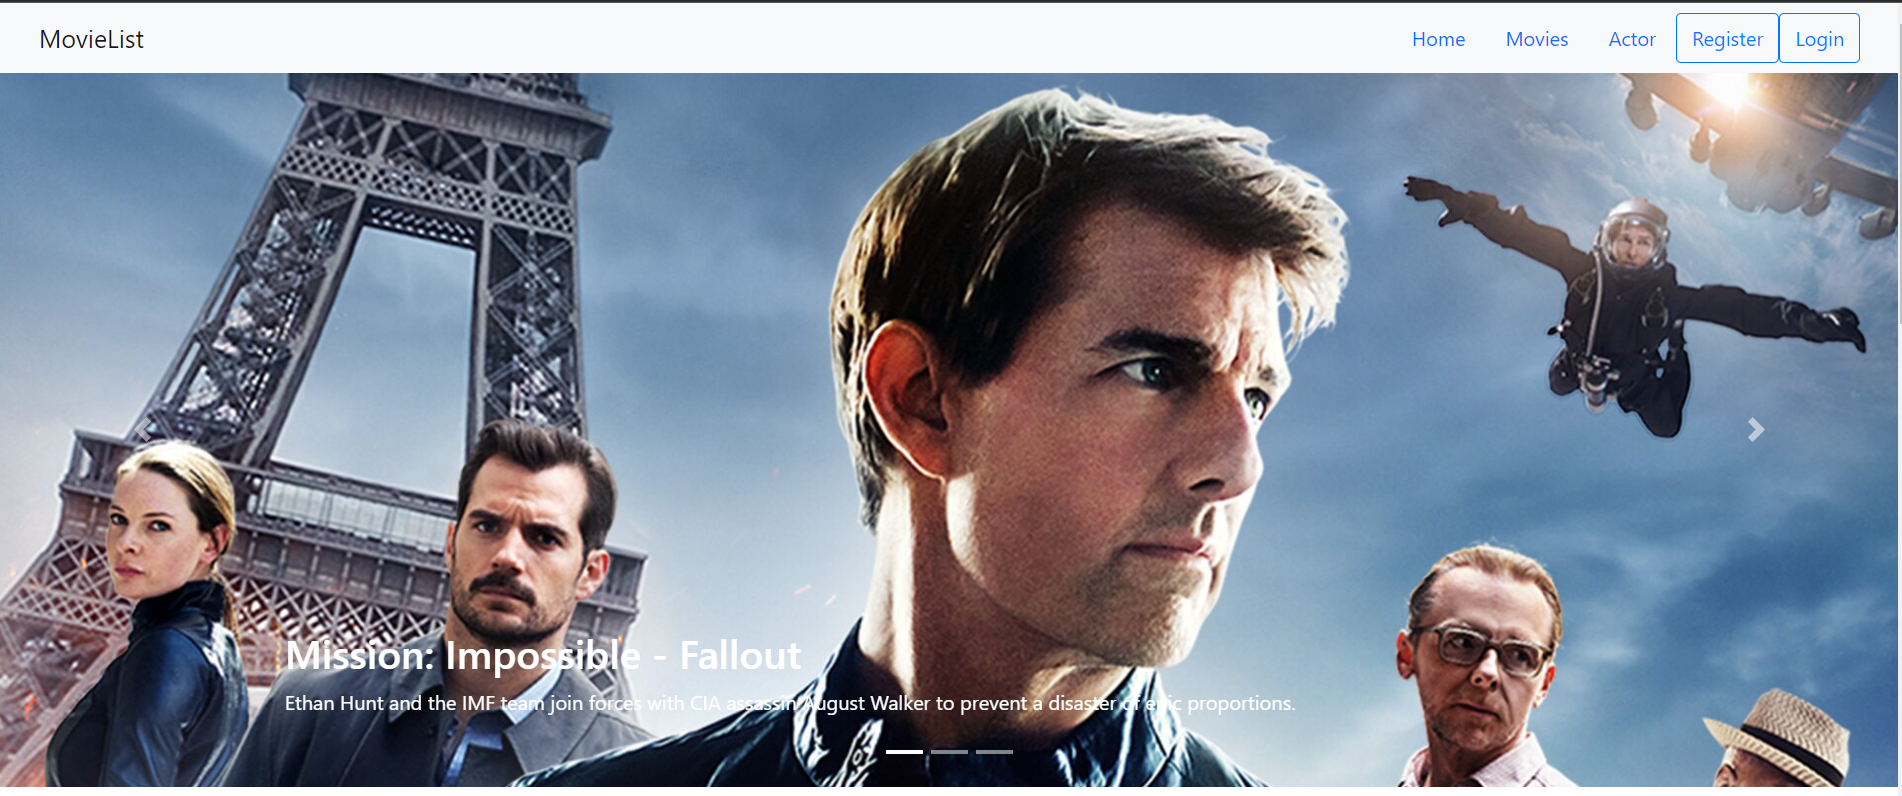 MovieList
Home Movies Actor Register Login
Mission: Impossible - Fallout
Ethan Hunt and the IMF team join forces with CIA assassin August Walker to prevent a disaster of epic proportions.